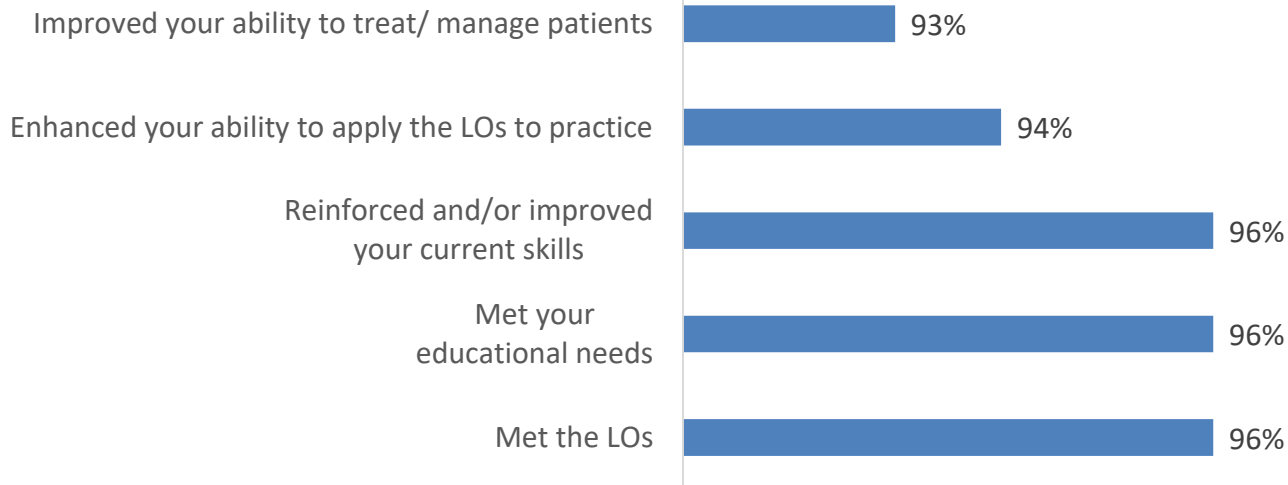 Improved your ability to treat/ manage patients
93%
Enhanced your ability to apply the LOs to practice
94%
Reinforced and/or improved
your current skills
96%
Met your
educational needs
96%
Met the LOs
96%